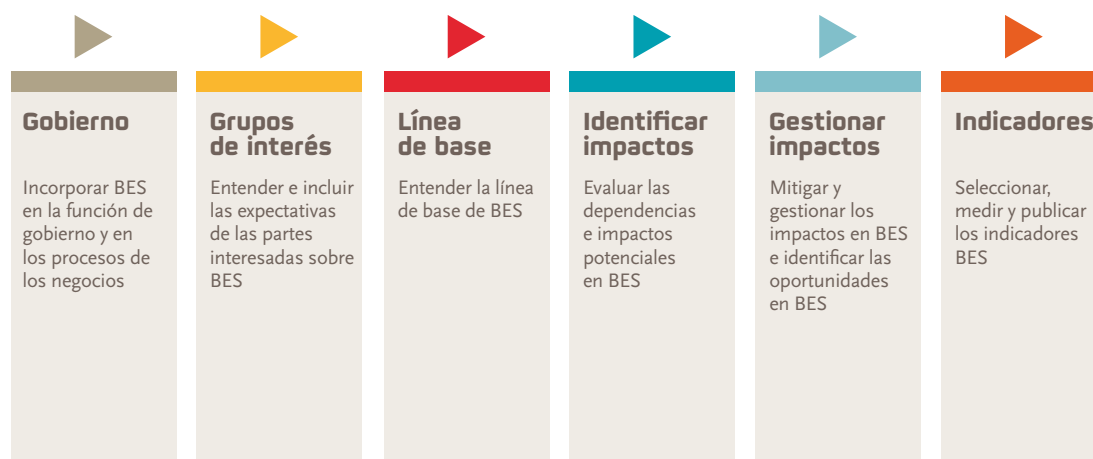 Gobierno
Incorporar BES
en la función de
gobierno y en
los procesos de
los negocios
Grupos
de interés
Entender e incluir
las expectativas
de las partes
interesadas sobre
BES
Línea
de base
Entender la línea
de base de BES
Identificar
impactos
Evaluar las
dependencias
e impactos
potenciales
en BES
Gestionar
impactos
Mitigar y
gestionar los
impactos en BES
e identificar las
oportunidades
en BES
Indicadores
Seleccionar,
medir y publicar
los indicadores
BES